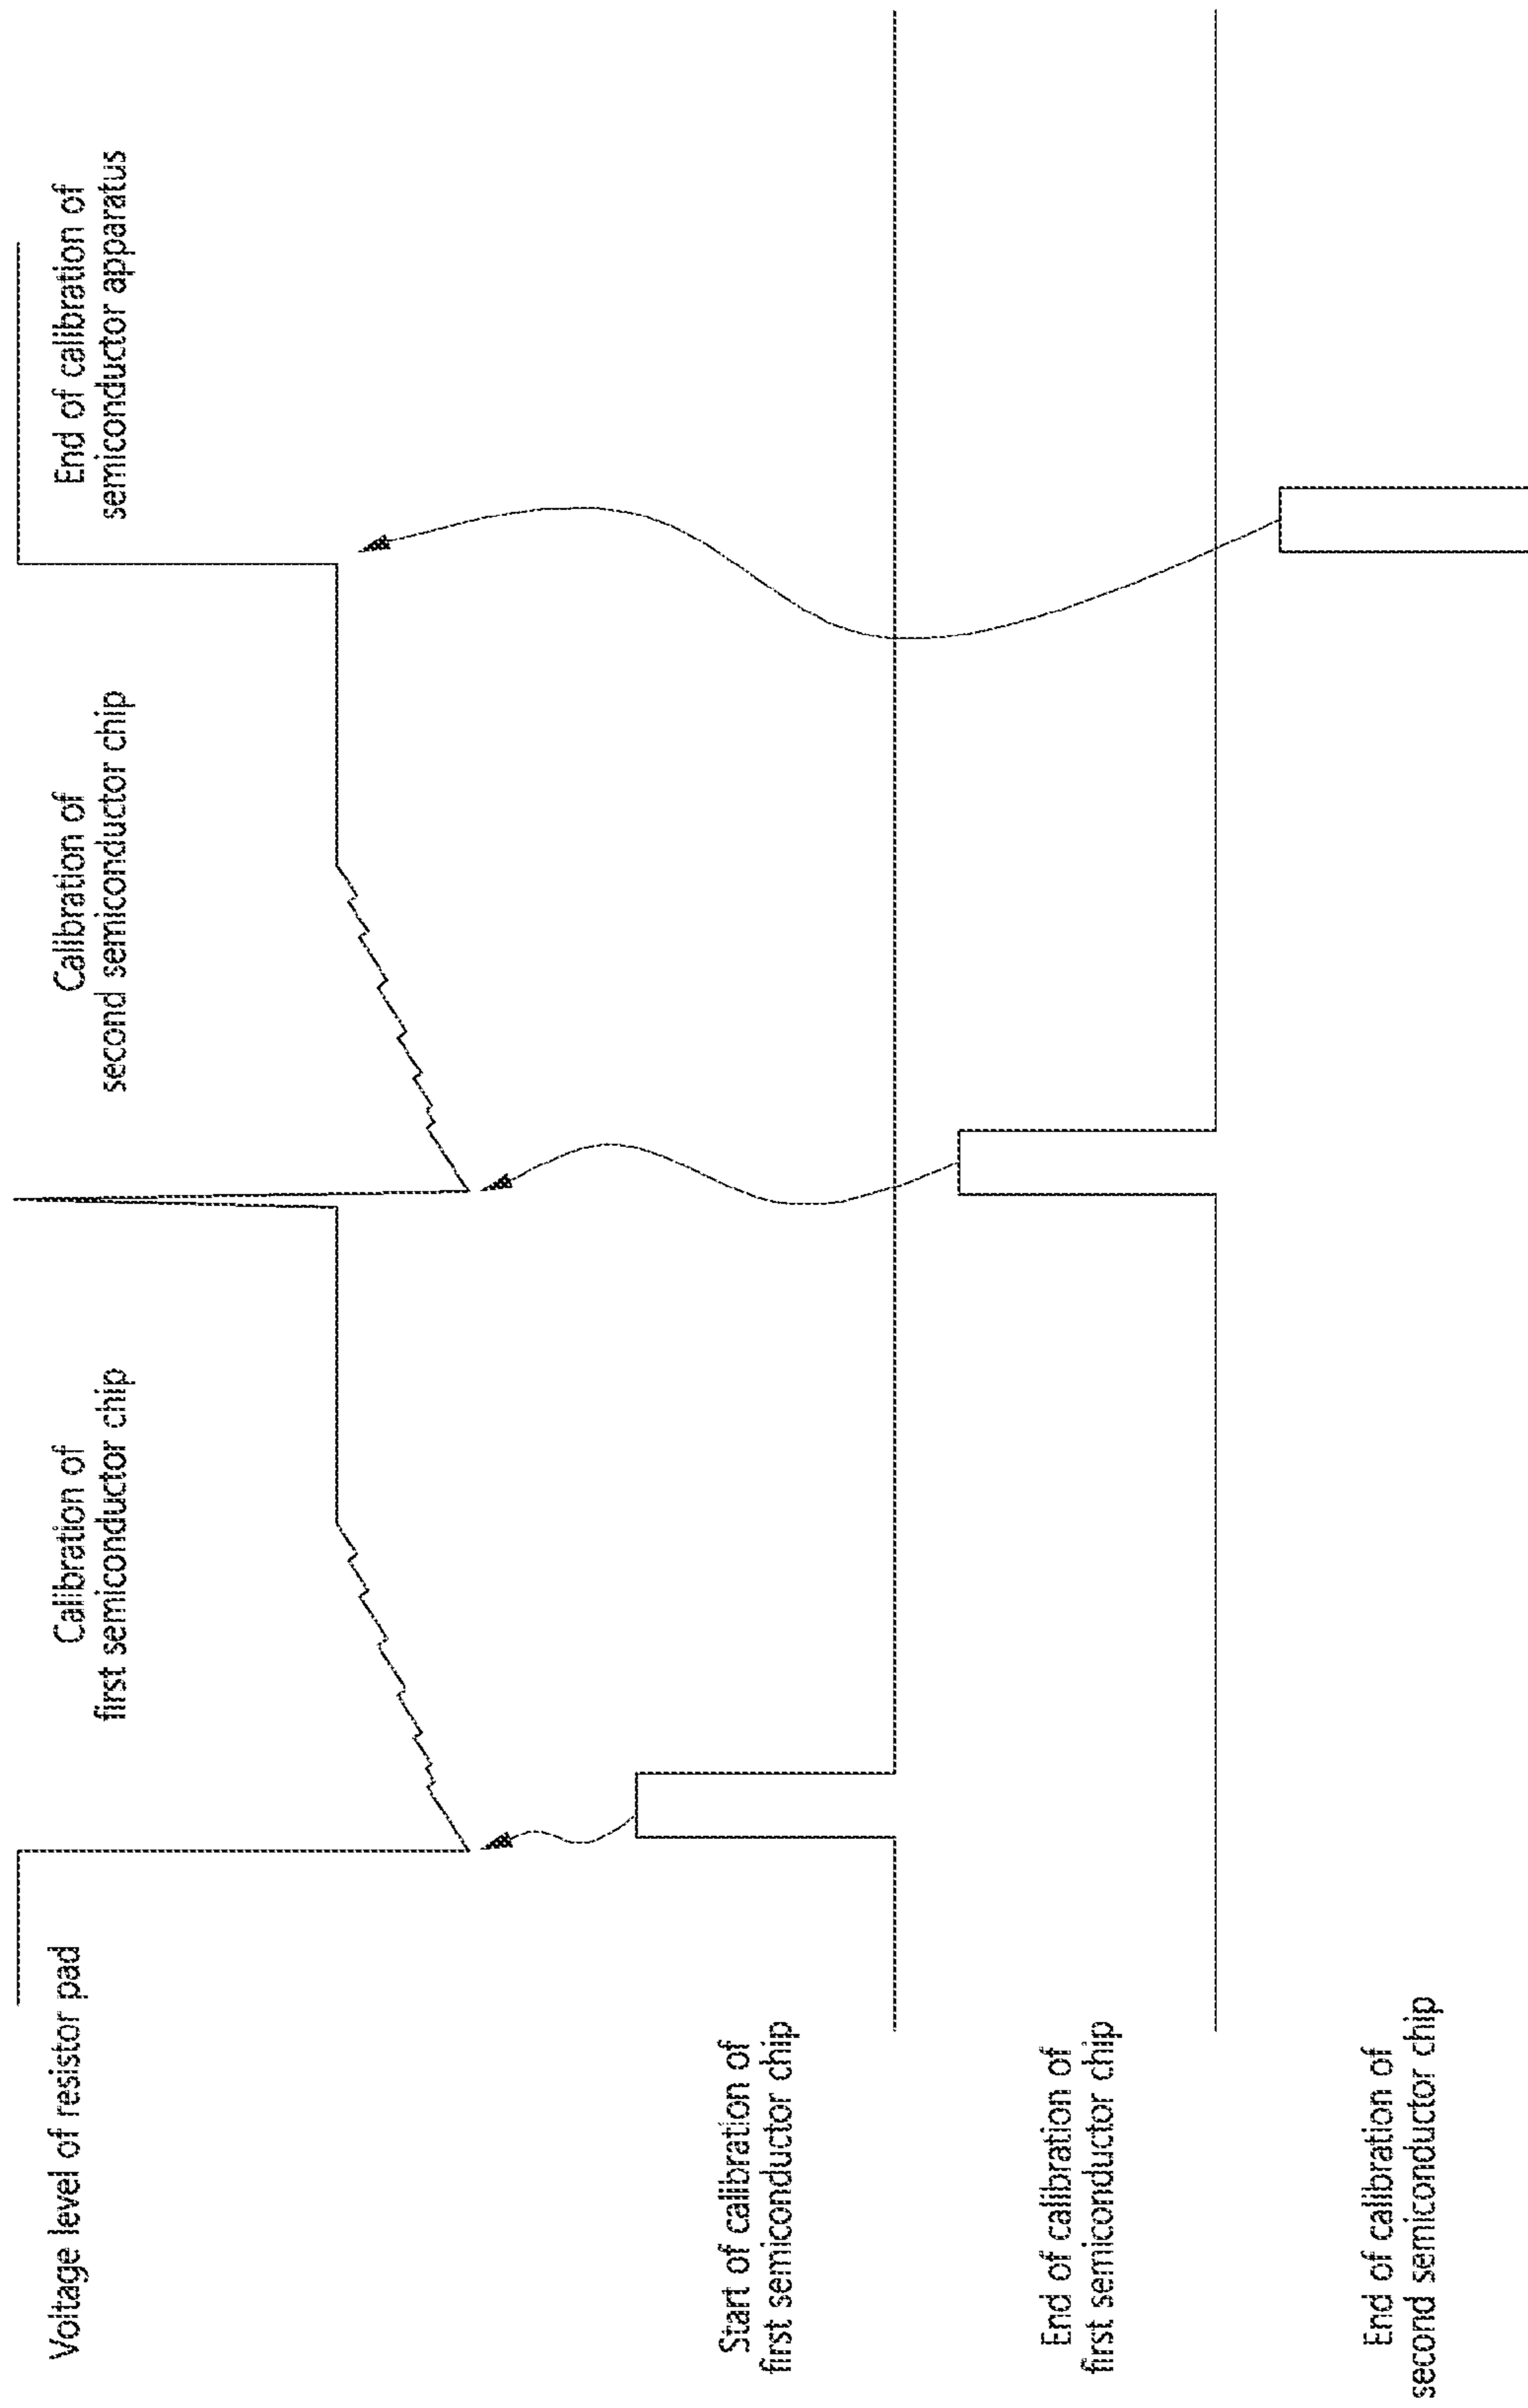 Voltage level of resistor pad
Calibration of
first semiconductor chip
Calibration of
second semiconductor chip
End of calibration of
semiconductor apparatus
Start of calibration of
first semiconductor chip
End of calibration of
first semiconductor chip
End of calibration of
second semiconductor chip